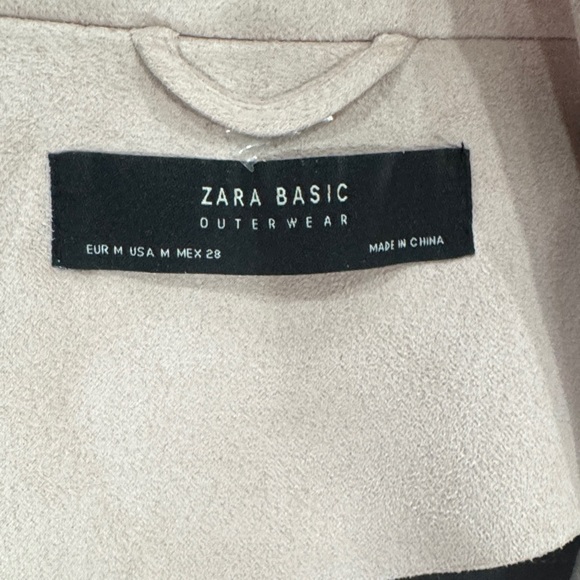 ZARA BASIC
OUTERWEAR
EUR M USA M MEX 28 MADE IN CHINA